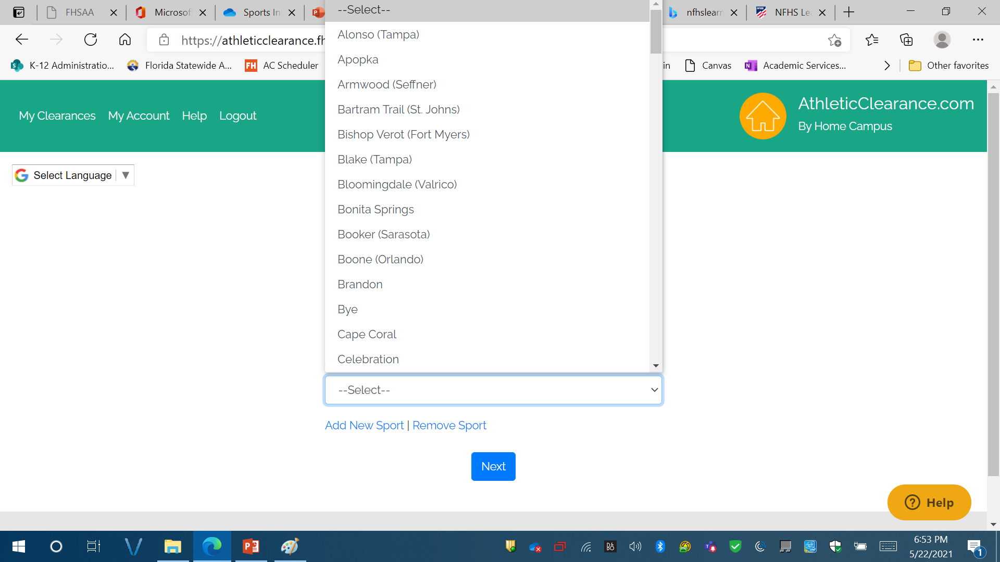 FHSAA
Microsof
Sports In
nfhslearn
NFHS Le
https://athleticclearance.fh
K-12 Administratio...
Florida Statewide A...
FH AC Scheduler
in
Canvas
Academic Services...
Other favorites
My Clearances
My Account
Help
Logout
AthleticClearance.com
By Home Campus
Select Language ▼
--Select--
Alonso (Tampa)
Apopka
Armwood (Seffner)
Bartram Trail (St. Johns)
Bishop Verot (Fort Myers)
Blake (Tampa)
Bloomingdale (Valrico)
Bonita Springs
Booker (Sarasota)
Boone (Orlando)
Brandon
Bye
Cape Coral
Celebration
--Select--
Add New Sport | Remove Sport
Next
Help
6:53 PM
5/22/2021
1